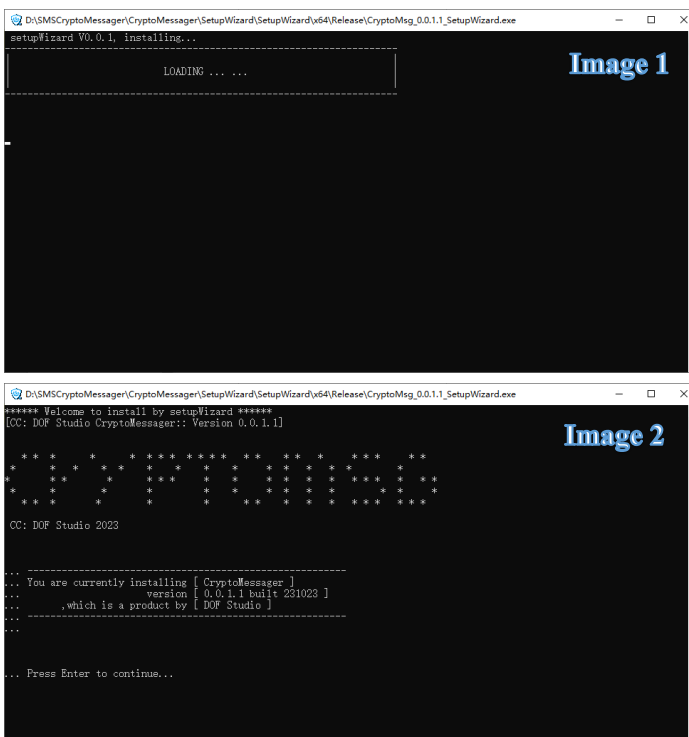 D:\SMSCryptoMessager\CryptoMessager\SetupWizard\SetupWizard\x64\Release\CryptoMsg_0.0.1.1_SetupWizard.exe
setupWizard V0.0.1, installing...
LOADING ... ...
Image 1
D:\SMSCryptoMessager\CryptoMessager\SetupWizard\SetupWizard\x64\Release\CryptoMsg_0.0.1.1_SetupWizard.exe
****** Welcome to install by setupWizard ******
[CC: DOF Studio CryptoMessager:: Version 0.0.1.1]
Image 2
CryptoMsg
CC: DOF Studio 2023
... ---------------------------------------------------------
... You are currently installing [ CryptoMessager ]
... version [ 0.0.1.1 built 231023 ]
... ,which is a product by [ DOF Studio ]
... ---------------------------------------------------------
...
... Press Enter to continue...